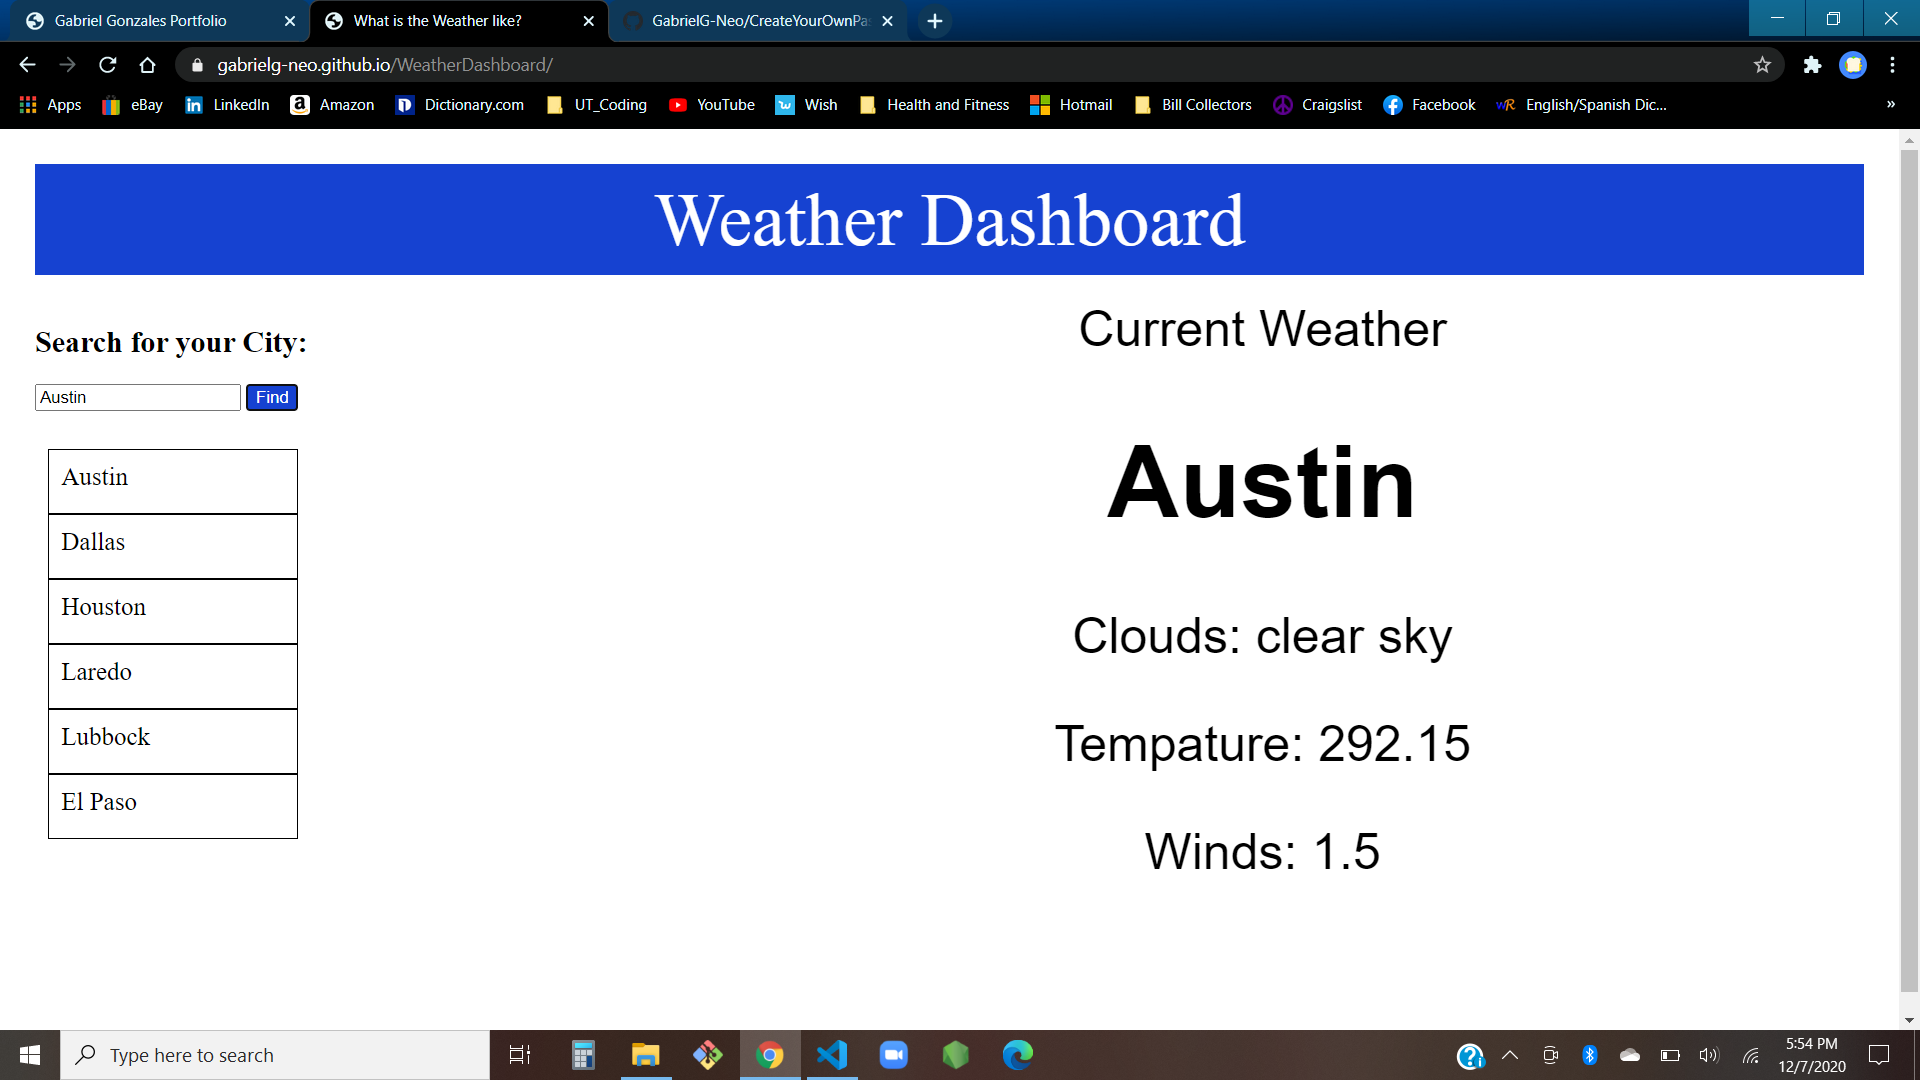 Gabriel Gonzales Portfolio
What is the Weather like?
GabrielG-Neo/CreateYourOwnPa
gabrielg-neo.github.io/WeatherDashboard/
Apps eBay LinkedIn Amazon Dictionary.com UT_Coding YouTube Wish Health and Fitness Hotmail Bill Collectors Craigslist Facebook English/Spanish Dic... »
Weather Dashboard
Search for your City:
Austin Find
Austin
Dallas
Houston
Laredo
Lubbock
El Paso
Current Weather
Austin
Clouds: clear sky
Tempature: 292.15
Winds: 1.5
Type here to search
5:54 PM
12/7/2020